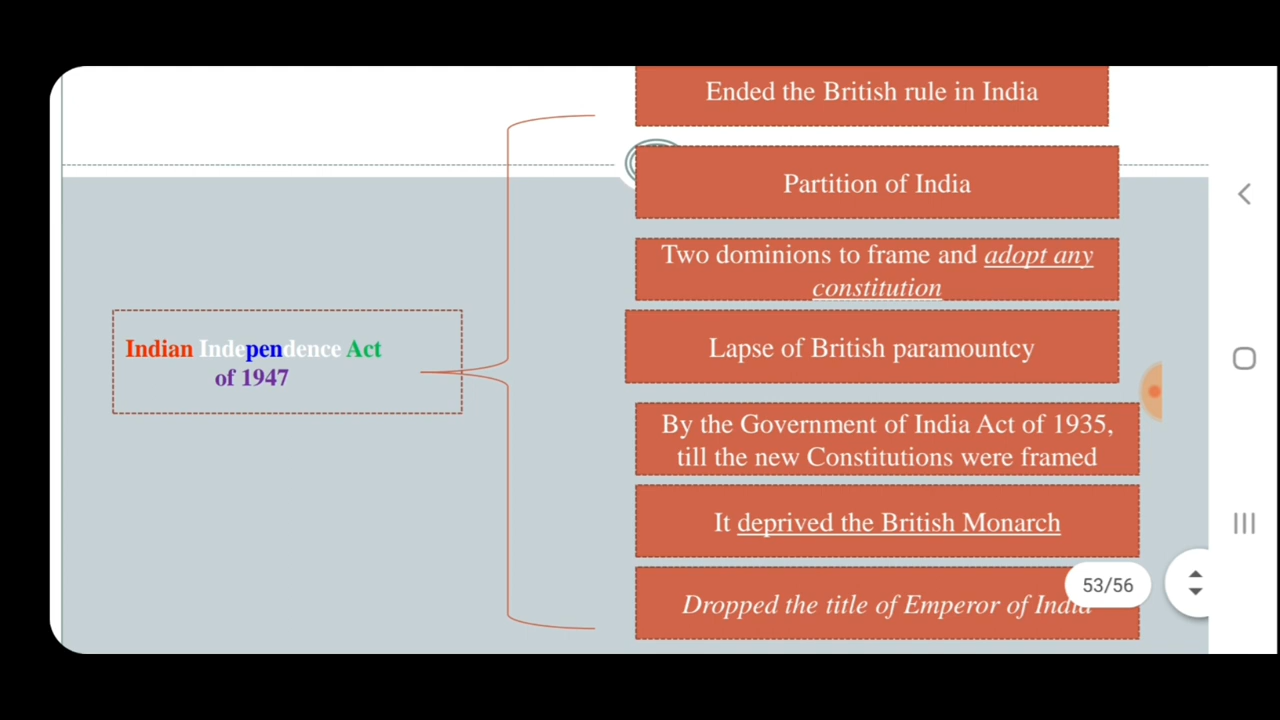 Ended the British rule in India
Partition of India
Two dominions to frame and adopt any
constitution
Lapse of British paramountcy
Indian Independence Act
of 1947
By the Government of India Act of 1935,
till the new Constitutions were framed
It deprived the British Monarch
Dropped the title of Emperor of India
53/56